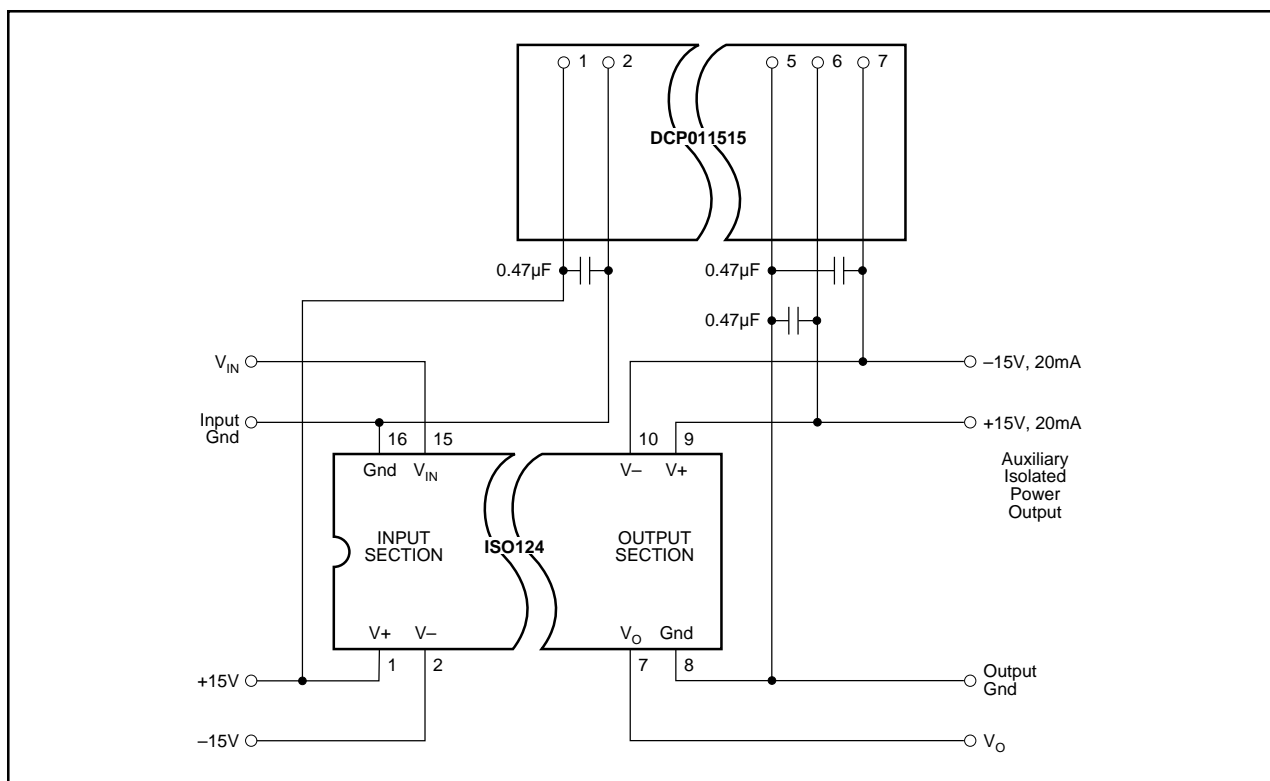 1 2 5 6 7
DCP011515
0.47µF 0.47µF
0.47µF
V_IN
–15V, 20mA
Input
Gnd
+15V, 20mA
16 15 10 9
Gnd V_IN V– V+
Auxiliary
Isolated
Power
Output
INPUT
SECTION
ISO124
OUTPUT
SECTION
V+ V– V_O Gnd
1 2 7 8
+15V
Output
Gnd
–15V
V_O